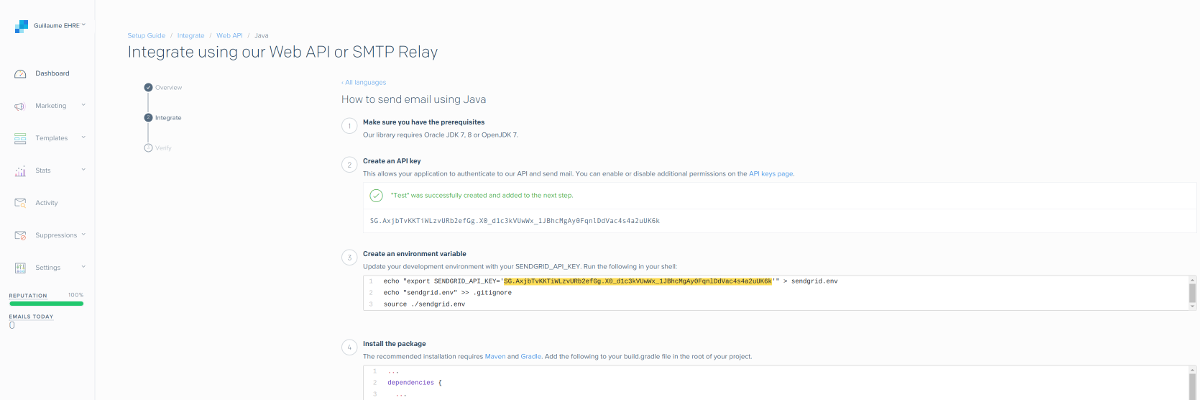 Guillaume EHRE
Dashboard
Marketing
Templates
Stats
Activity
Suppressions
Settings
REPUTATION 100%
EMAILS TODAY
0
Setup Guide / Integrate / Web API / Java
Integrate using our Web API or SMTP Relay
Overview
Integrate
Verify
‹ All languages
How to send email using Java
1 Make sure you have the prerequisites
Our library requires Oracle JDK 7, 8 or OpenJDK 7.
2 Create an API key
This allows your application to authenticate to our API and send mail. You can enable or disable additional permissions on the API keys page.
"Test" was successfully created and added to the next step.
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
3 Create an environment variable
Update your development environment with your SENDGRID_API_KEY. Run the following in your shell:
1 echo "export SENDGRID_API_KEY='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'" > sendgrid.env
2 echo "sendgrid.env" >> .gitignore
3 source ./sendgrid.env
4 Install the package
The recommended installation requires Maven and Gradle. Add the following to your build.gradle file in the root of your project.
1 ...
2 dependencies {
3 ...